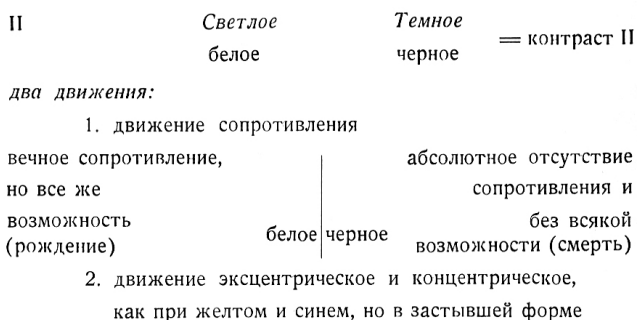 II Светлое Темное
белое черное = контраст II
два движения:
1. движение сопротивления
вечное сопротивление, абсолютное отсутствие
но все же сопротивления и
возможность без всякой
(рождение) белое черное возможности (смерть)
2. движение эксцентрическое и концентрическое,
как при желтом и синем, но в застывшей форме